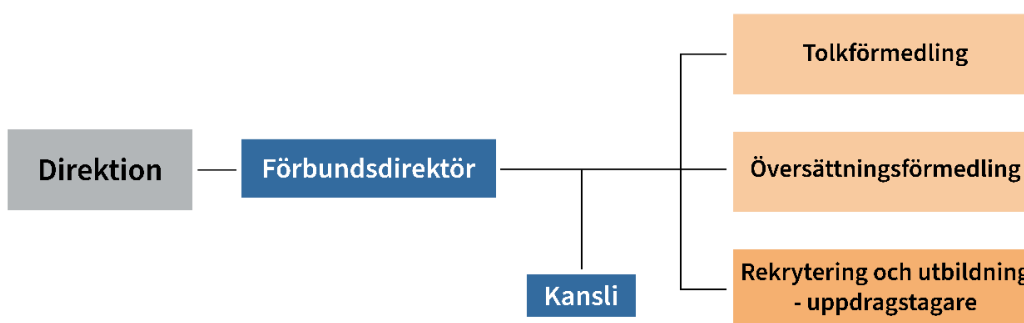 Direktion
Förbundsdirektör
Kansli
Tolkförmedling
Översättningsförmedling
Rekrytering och utbildning
- uppdragstagare